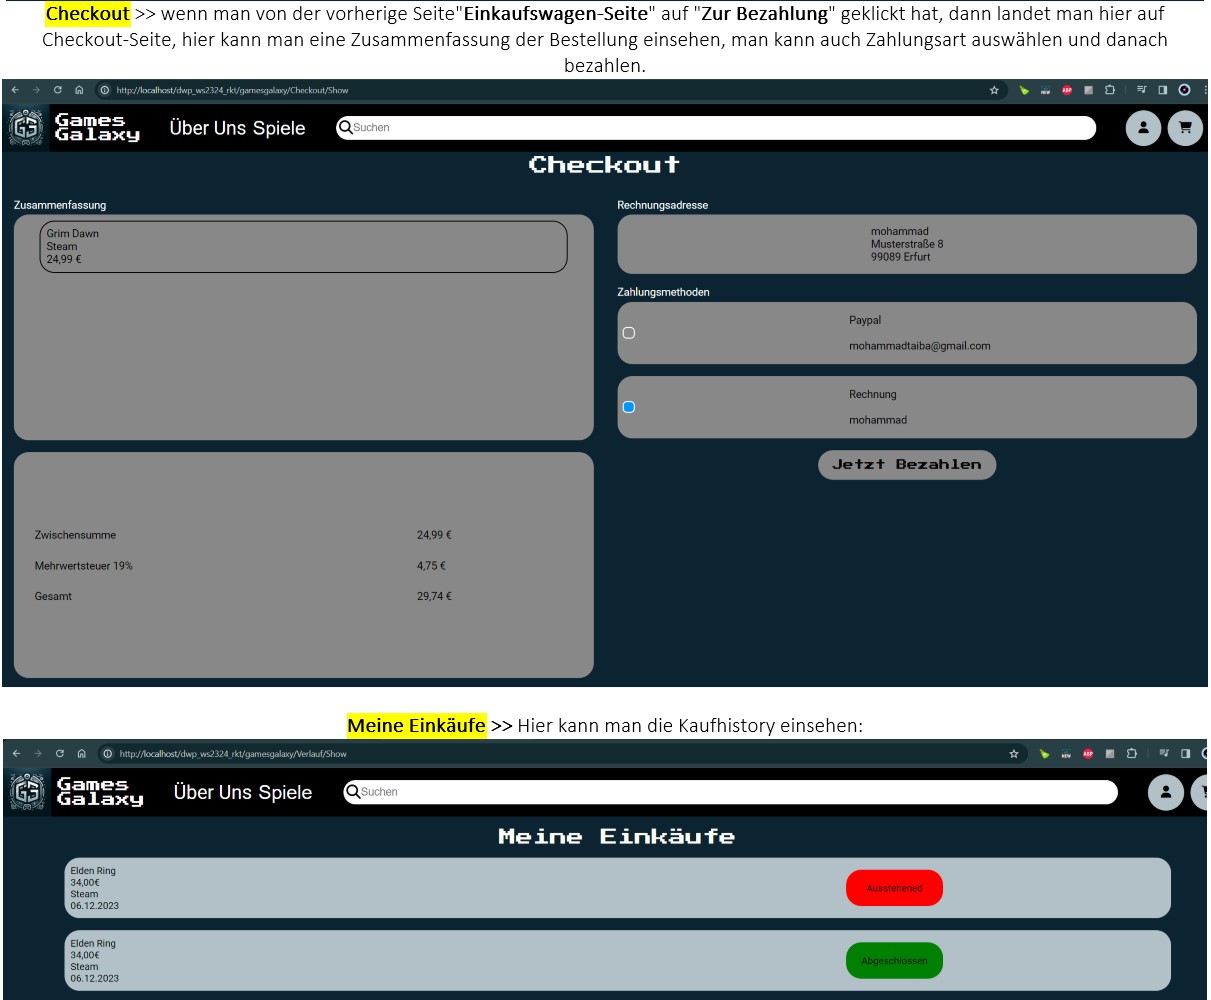 Checkout >> wenn man von der vorherige Seite"Einkaufswagen-Seite" auf "Zur Bezahlung" geklickt hat, dann landet man hier auf
Checkout-Seite, hier kann man eine Zusammenfassung der Bestellung einsehen, man kann auch Zahlungsart auswählen und danach
bezahlen.
http://localhost/dwp_ws2324_rkt/gamesgalaxy/Checkout/Show
NEW
ABP
GS
Games
Galaxy
Über Uns Spiele
Suchen
Checkout
Zusammenfassung
Grim Dawn
Steam
24,99 €
Zwischensumme 24,99 €
Mehrwertsteuer 19% 4,75 €
Gesamt 29,74 €
Rechnungsadresse
mohammad
Musterstraße 8
99089 Erfurt
Zahlungsmethoden
Paypal
mohammadtaiba@gmail.com
Rechnung
mohammad
Jetzt Bezahlen
Meine Einkäufe >> Hier kann man die Kaufhistory einsehen:
http://localhost/dwp_ws2324_rkt/gamesgalaxy/Verlauf/Show
NEW
ABP
GS
Games
Galaxy
Über Uns Spiele
Suchen
Meine Einkäufe
Elden Ring
34,00€
Steam
06.12.2023
Ausstehened
Elden Ring
34,00€
Steam
06.12.2023
Abgeschlossen